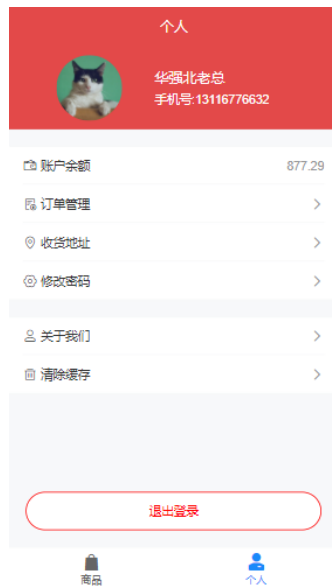 个人
华强北老总
手机号:13116776632
账户余额 877.29
订单管理
收货地址
修改密码
关于我们
清除缓存
退出登录
商品 个人